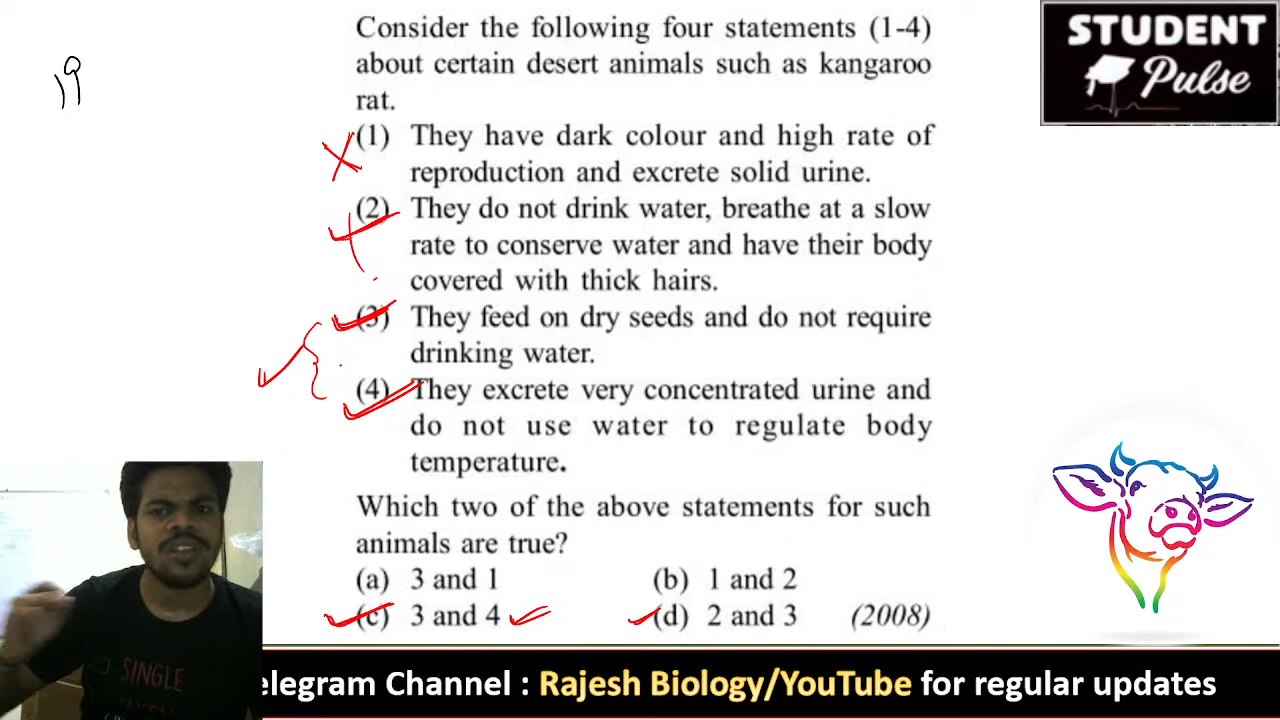 19
STUDENT
Pulse
Consider the following four statements (1-4)
about certain desert animals such as kangaroo
rat.
(1) They have dark colour and high rate of
reproduction and excrete solid urine.
(2) They do not drink water, breathe at a slow
rate to conserve water and have their body
covered with thick hairs.
(3) They feed on dry seeds and do not require
drinking water.
(4) They excrete very concentrated urine and
do not use water to regulate body
temperature.
Which two of the above statements for such
animals are true?
(a) 3 and 1 (b) 1 and 2
(c) 3 and 4 (d) 2 and 3 (2008)
SINGLE
elegram Channel : Rajesh Biology/YouTube for regular updates